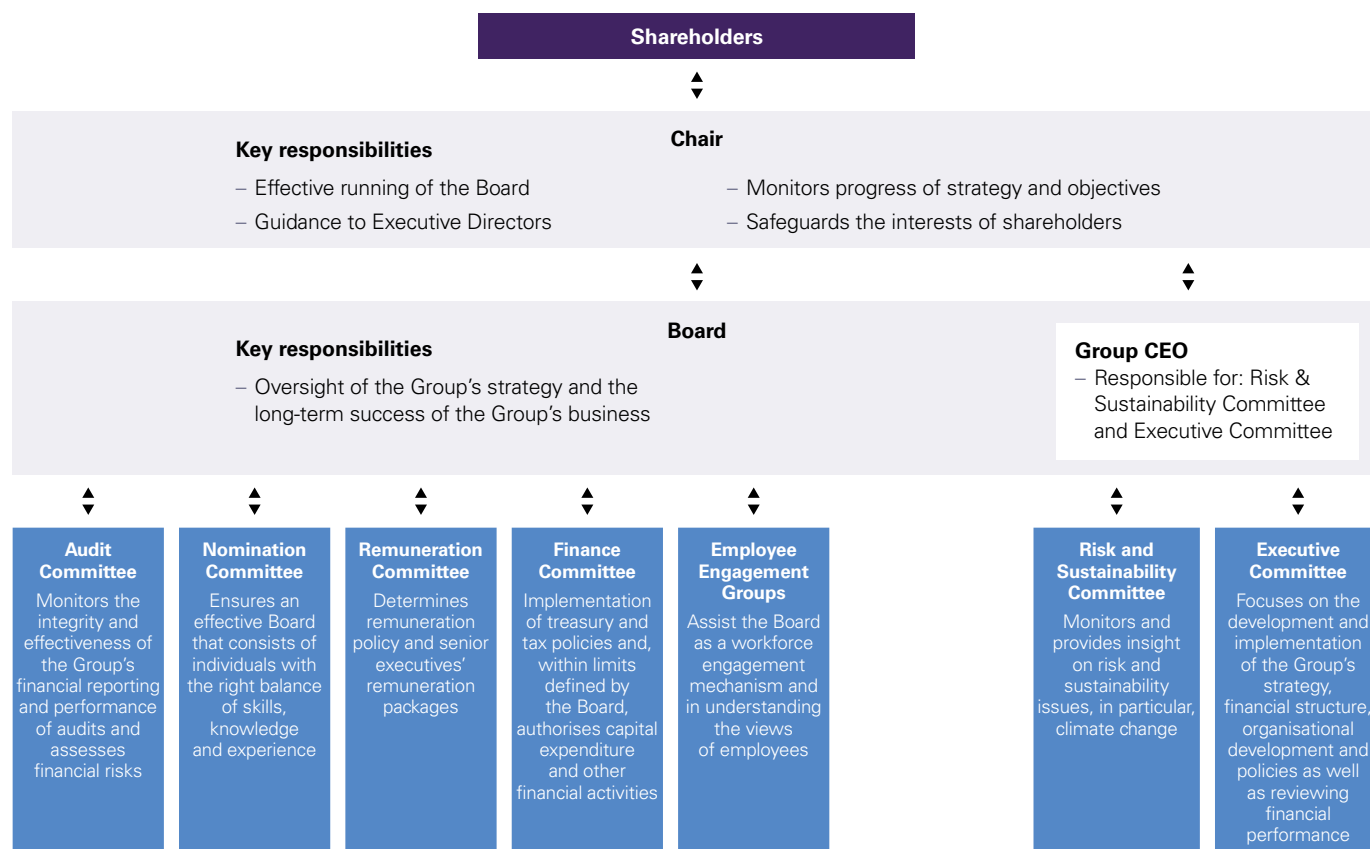 Shareholders
Chair
Key responsibilities
– Effective running of the Board
– Guidance to Executive Directors
– Monitors progress of strategy and objectives
– Safeguards the interests of shareholders
Board
Key responsibilities
– Oversight of the Group’s strategy and the
long-term success of the Group’s business
Group CEO
– Responsible for: Risk &
Sustainability Committee
and Executive Committee
Audit
Committee
Monitors the
integrity and
effectiveness of
the Group’s
financial reporting
and performance
of audits and
assesses
financial risks
Nomination
Committee
Ensures an
effective Board
that consists of
individuals with
the right balance
of skills,
knowledge
and experience
Remuneration
Committee
Determines
remuneration
policy and senior
executives’
remuneration
packages
Finance
Committee
Implementation
of treasury and
tax policies and,
within limits
defined by
the Board,
authorises capital
expenditure
and other
financial activities
Employee
Engagement
Groups
Assist the Board
as a workforce
engagement
mechanism and
in understanding
the views
of employees
Risk and
Sustainability
Committee
Monitors and
provides insight
on risk and
sustainability
issues, in particular,
climate change
Executive
Committee
Focuses on the
development and
implementation
of the Group’s
strategy,
financial structure,
organisational
development and
policies as well
as reviewing
financial
performance